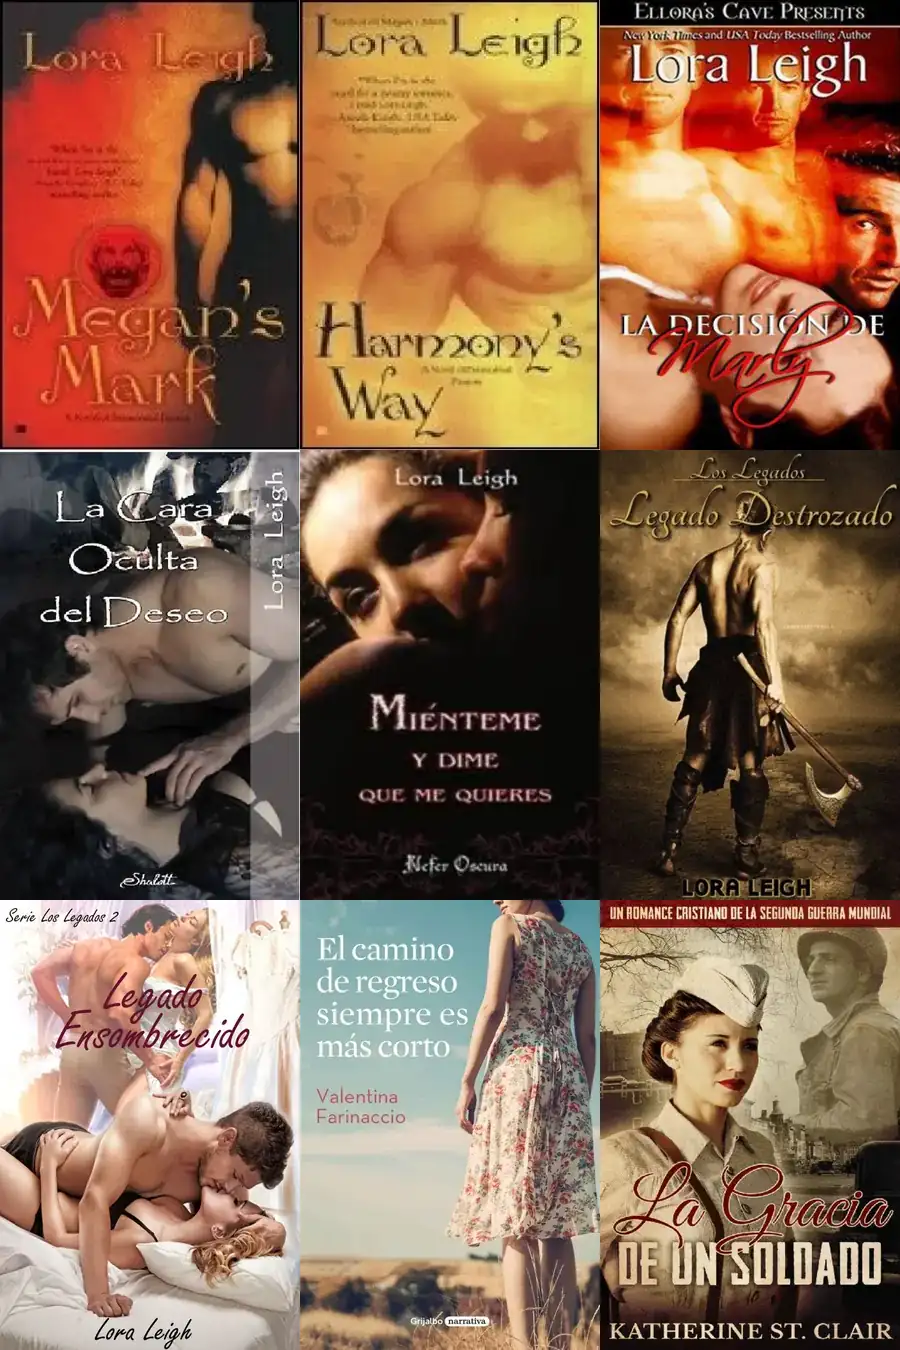 Lora Leigh
Megan's
Mark
Lora Leigh
Harmony's
Way
ELLORA'S CAVE PRESENTS
New York Times and USA Today Bestselling Author
Lora Leigh
LA DECISIÓN DE
Marly
La Cara
Oculta
del Deseo
Lora Leigh
Shalott
Lora Leigh
MIÉNTEME
Y DIME
QUE ME QUIERES
Nefer Oscura
Los Legados
Legado Destrozado
LORA LEIGH
Serie Los Legados 2
Legado
Ensombrecido
Lora Leigh
El camino
de regreso
siempre es
más corto
Valentina
Farinaccio
Grijalbo narrativa
UN ROMANCE CRISTIANO DE LA SEGUNDA GUERRA MUNDIAL
La Gracia
DE UN SOLDADO
KATHERINE ST. CLAIR